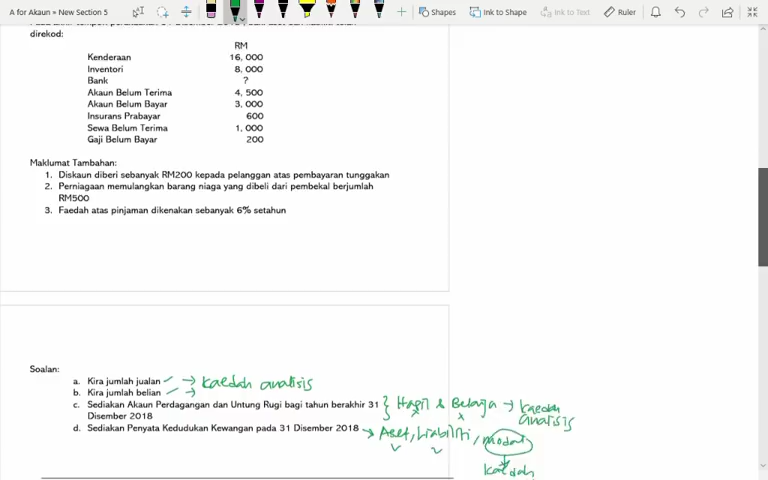 A for Akaun » New Section 5
Shapes
Ink to Shape
Ink to Text
Ruler
direkod:
RM
Kenderaan 16, 000
Inventori 8, 000
Bank ?
Akaun Belum Terima 4, 500
Akaun Belum Bayar 3, 000
Insurans Prabayar 600
Sewa Belum Terima 1, 000
Gaji Belum Bayar 200
Maklumat Tambahan:
1. Diskaun diberi sebanyak RM200 kepada pelanggan atas pembayaran tunggakan
2. Perniagaan memulangkan barang niaga yang dibeli dari pembekal berjumlah
RM500
3. Faedah atas pinjaman dikenakan sebanyak 6% setahun
Soalan:
a. Kira jumlah jualan → kaedah analisis
b. Kira jumlah belian →
c. Sediakan Akaun Perdagangan dan Untung Rugi bagi tahun berakhir 31 } Hasil & Belanja → kaedah
Disember 2018 analisis
d. Sediakan Penyata Kedudukan Kewangan pada 31 Disember 2018 → Aset, Liabiliti, modal
kaedah